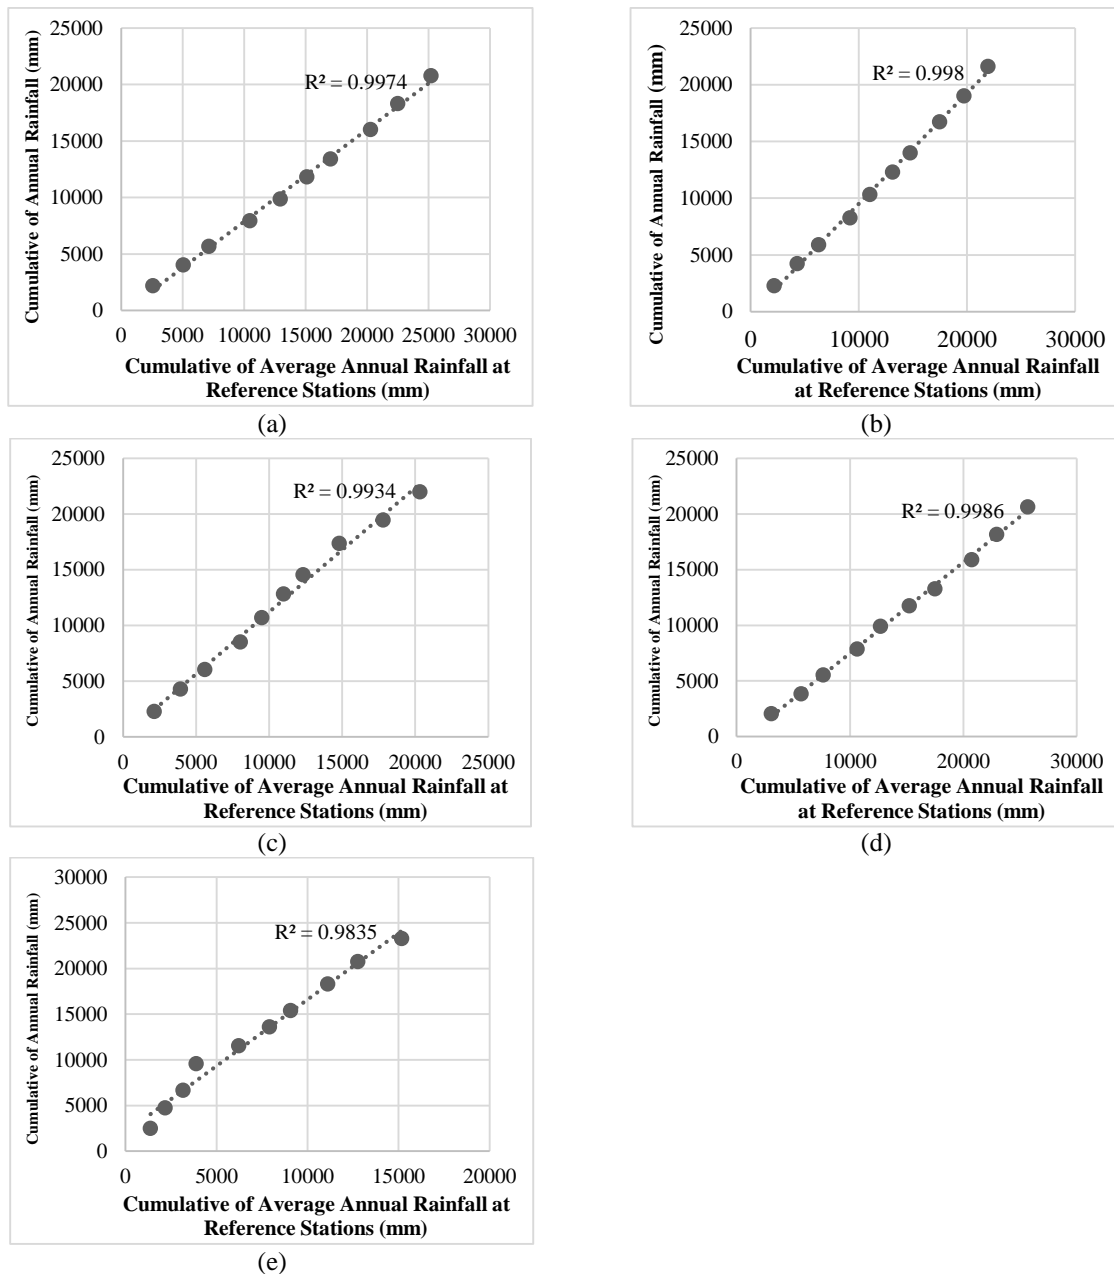 25000
20000
15000
10000
5000
0
0 5000 10000 15000 20000 25000 30000
R² = 0.9974
Cumulative of Annual Rainfall (mm)
Cumulative of Average Annual Rainfall at
Reference Stations (mm)
(a)
25000
20000
15000
10000
5000
0
0 10000 20000 30000
R² = 0.998
Cumulative of Annual Rainfall (mm)
Cumulative of Average Annual Rainfall
at Reference Stations (mm)
(b)
25000
20000
15000
10000
5000
0
0 5000 10000 15000 20000 25000
R² = 0.9934
Cumulative of Annual Rainfall (mm)
Cumulative of Average Annual Rainfall at
Reference Stations (mm)
(c)
25000
20000
15000
10000
5000
0
0 10000 20000 30000
R² = 0.9986
Cumulative of Annual Rainfall (mm)
Cumulative of Average Annual Rainfall
at Reference Stations (mm)
(d)
30000
25000
20000
15000
10000
5000
0
0 5000 10000 15000 20000
R² = 0.9835
Cumulative of Annual Rainfall (mm)
Cumulative of Average Annual Rainfall at
Reference Stations (mm)
(e)